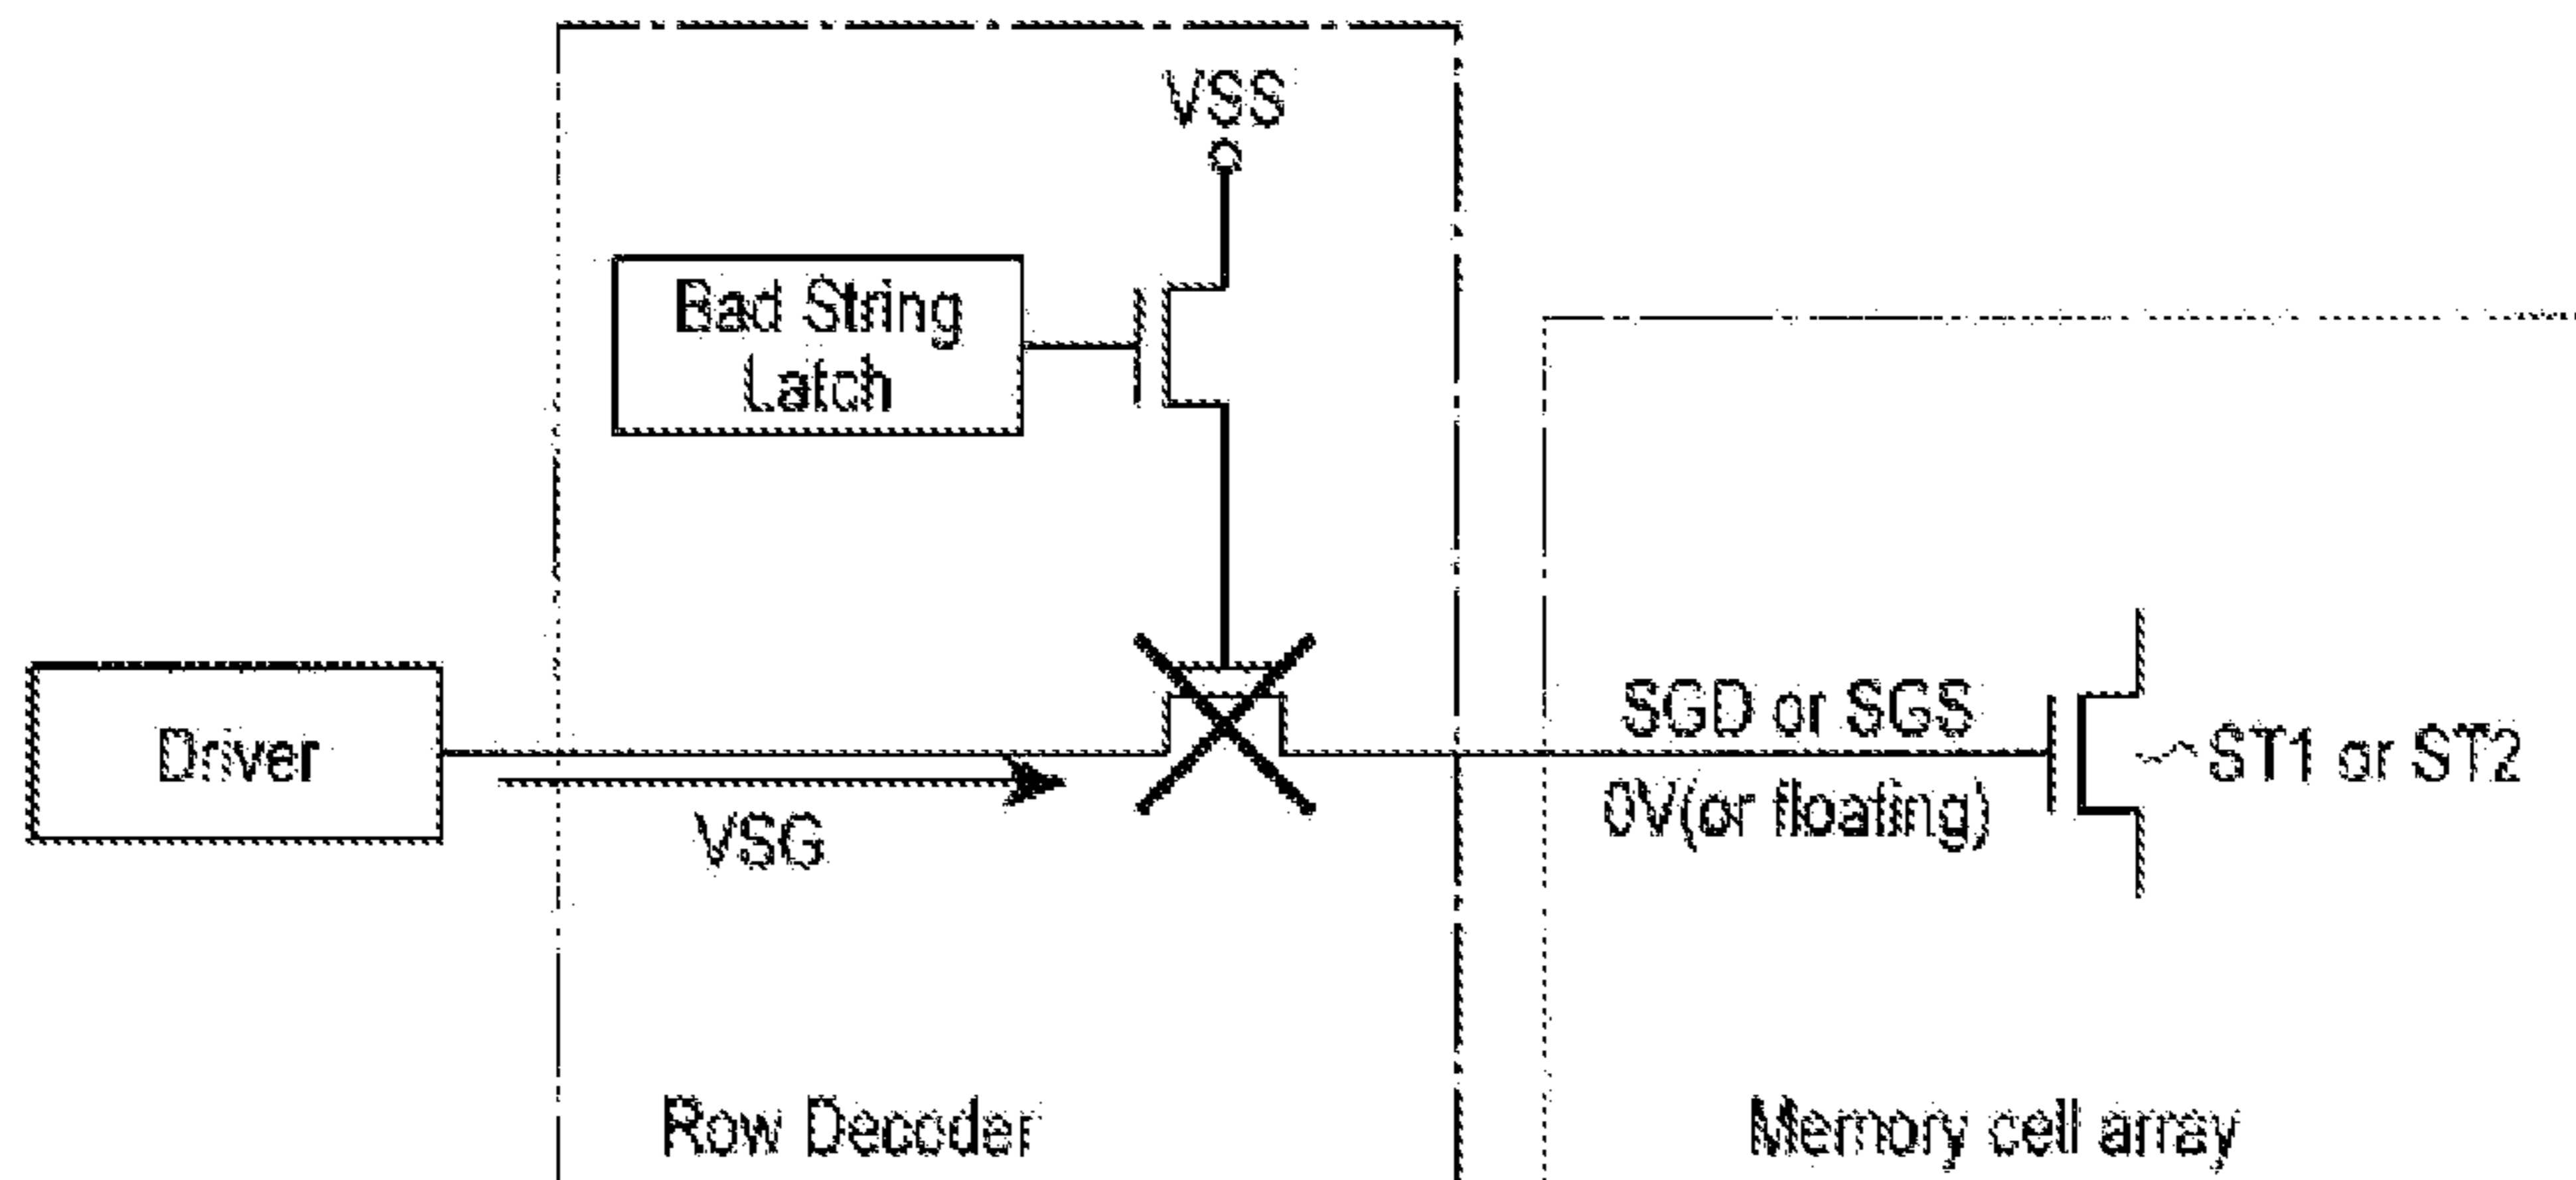 VSS
Bad String
Latch
Driver
VSG
SGD or SGS
0V(or floating)
ST1 or ST2
Row Decoder
Memory cell array